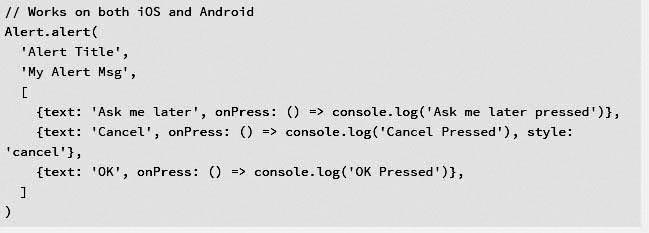 // Works on both iOS and Android
Alert.alert(
  'Alert Title',
  'My Alert Msg',
  [
    {text: 'Ask me later', onPress: () => console.log('Ask me later pressed')},
    {text: 'Cancel', onPress: () => console.log('Cancel Pressed'), style:
'cancel'},
    {text: 'OK', onPress: () => console.log('OK Pressed')},
  ]
)